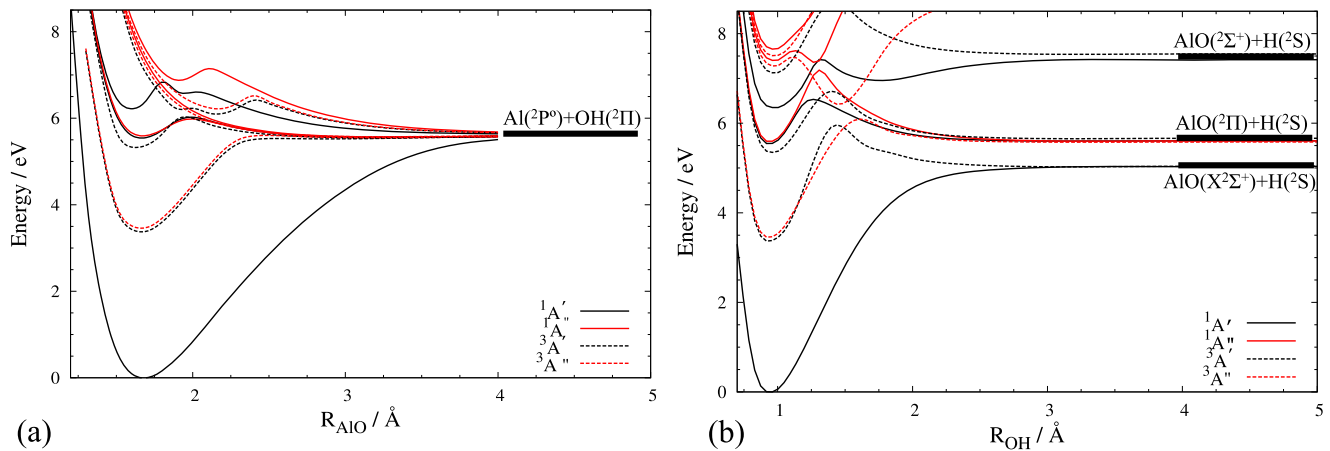 8
6
4
2
0
Energy / eV
Al(²Pº)+OH(²Π)
¹A′
¹A"
³A′
³A"
2
3
4
5
R_AlO / Å
(a)
8
6
4
2
0
Energy / eV
AlO(²Σ⁺)+H(²S)
AlO(²Π)+H(²S)
AlO(X²Σ⁺)+H(²S)
¹A′
¹A"
³A′
³A"
1
2
3
4
5
R_OH / Å
(b)